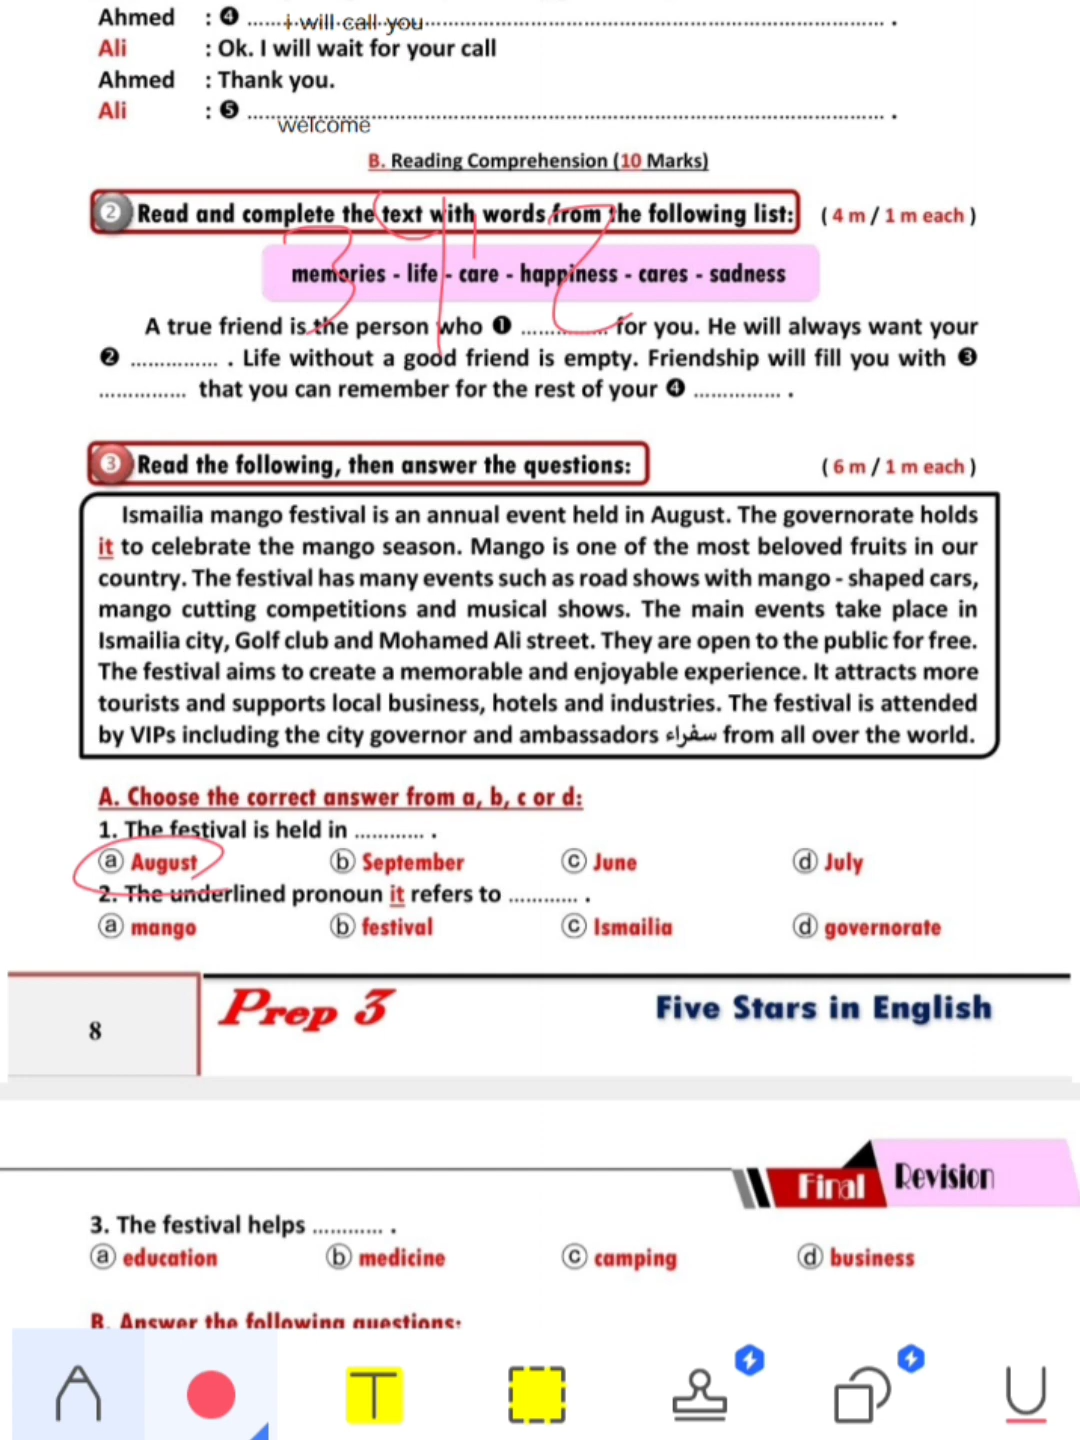 Ahmed : ❹ i will call you .
Ali : Ok. I will wait for your call
Ahmed : Thank you.
Ali : ❺ ........ .
welcome
B. Reading Comprehension (10 Marks)
2 Read and complete the text with words from the following list: ( 4 m / 1 m each )
3 4 1 2
memories - life - care - happiness - cares - sadness
A true friend is the person who ❶ .............. for you. He will always want your
❷ .............. . Life without a good friend is empty. Friendship will fill you with ❸
.............. that you can remember for the rest of your ❹ .............. .
3 Read the following, then answer the questions: ( 6 m / 1 m each )
Ismailia mango festival is an annual event held in August. The governorate holds
it to celebrate the mango season. Mango is one of the most beloved fruits in our
country. The festival has many events such as road shows with mango - shaped cars,
mango cutting competitions and musical shows. The main events take place in
Ismailia city, Golf club and Mohamed Ali street. They are open to the public for free.
The festival aims to create a memorable and enjoyable experience. It attracts more
tourists and supports local business, hotels and industries. The festival is attended
by VIPs including the city governor and ambassadors سفراء from all over the world.
A. Choose the correct answer from a, b, c or d:
1. The festival is held in ............ .
ⓐ August ⓑ September ⓒ June ⓓ July
2. The underlined pronoun it refers to ............ .
ⓐ mango ⓑ festival ⓒ Ismailia ⓓ governorate
8 Prep 3 Five Stars in English
Final Revision
3. The festival helps ............ .
ⓐ education ⓑ medicine ⓒ camping ⓓ business
B. Answer the following questions: